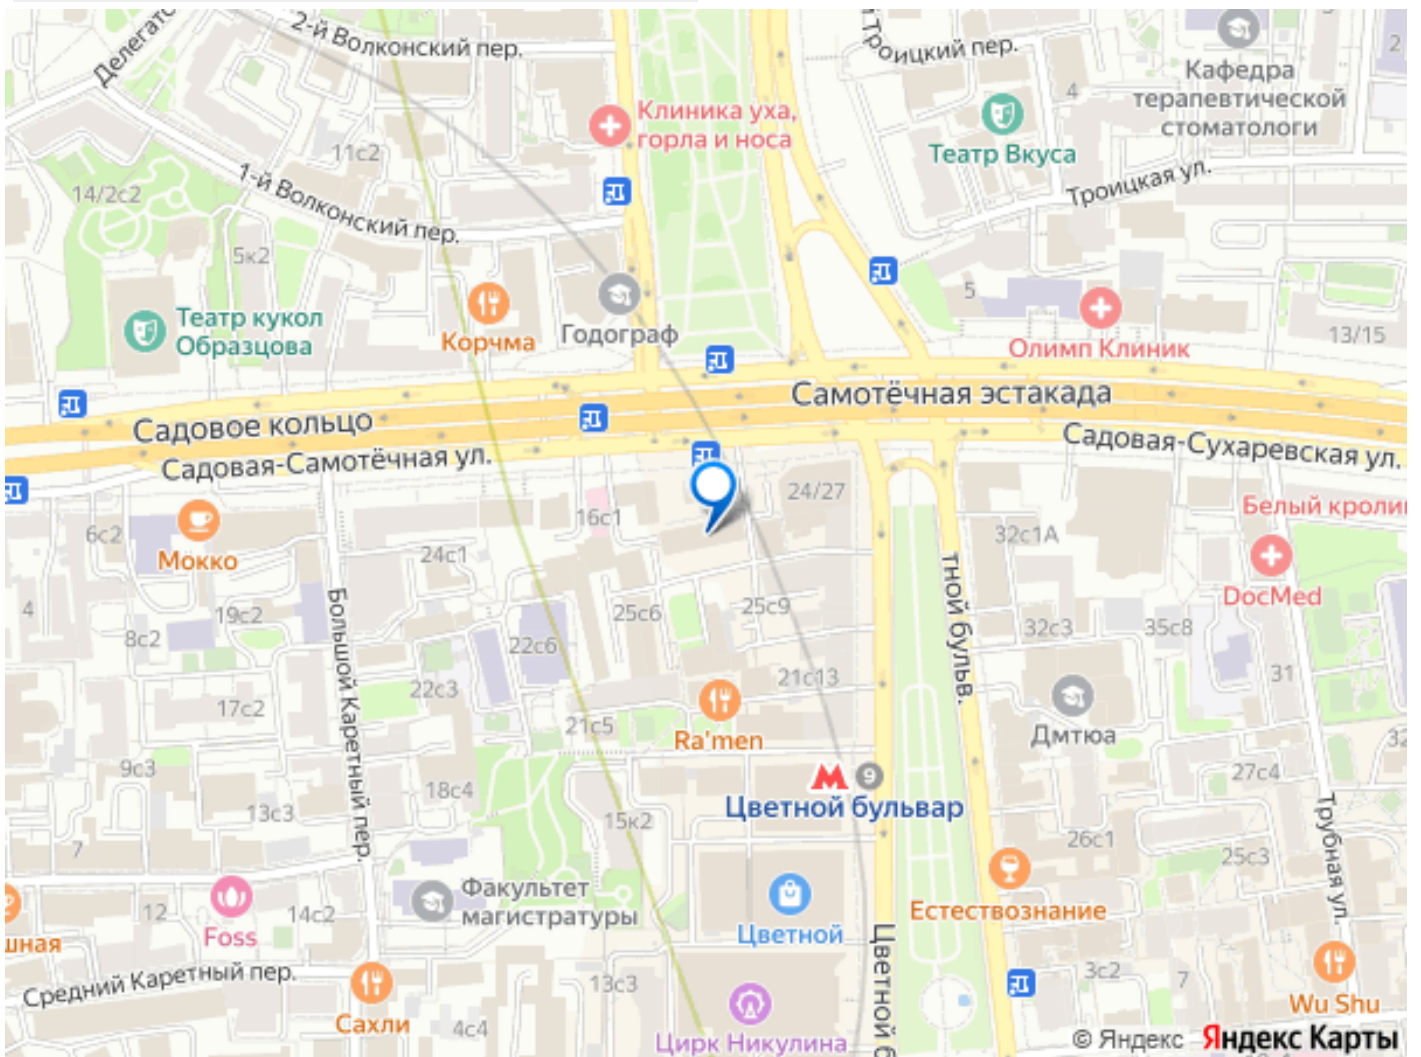 Делегатс
2-й Волконский пер.
й Троицкий пер.
2
Кафедра
терапевтической
стоматологи
4
Клиника уха,
горла и носа
Театр Вкуса
11с2
1-й Волконский пер.
14/2с2
Троицкая ул.
5к2
5
Театр кукол
Образцова
Корчма
Годограф
Олимп Клиник
13/15
Самотёчная эстакада
Садовое кольцо
Садовая-Самотёчная ул.
Садовая-Сухаревская ул.
24/27
16с1
Белый кролик
6с2
Мокко
24с1
32с1А
DocMed
4
19с2
8с2
Большой Каретный пер.
25с6
25с9
тной бульв.
32с3
35с8
22с6
22с3
21с13
31
17с2
21с5
Ra'men
Дмтюа
32
9с3
18с4
9
27с4
Цветной бульвар
13с3
15к2
26с1
Трубная ул.
7
25с3
Факультет
магистратуры
12
14с2
Foss
шная
Цветной
Естествознание
Цветной б
Средний Каретный пер.
13с3
3с2
7
Wu Shu
Сахли
4с4
Цирк Никулина
© Яндекс Яндекс Карты